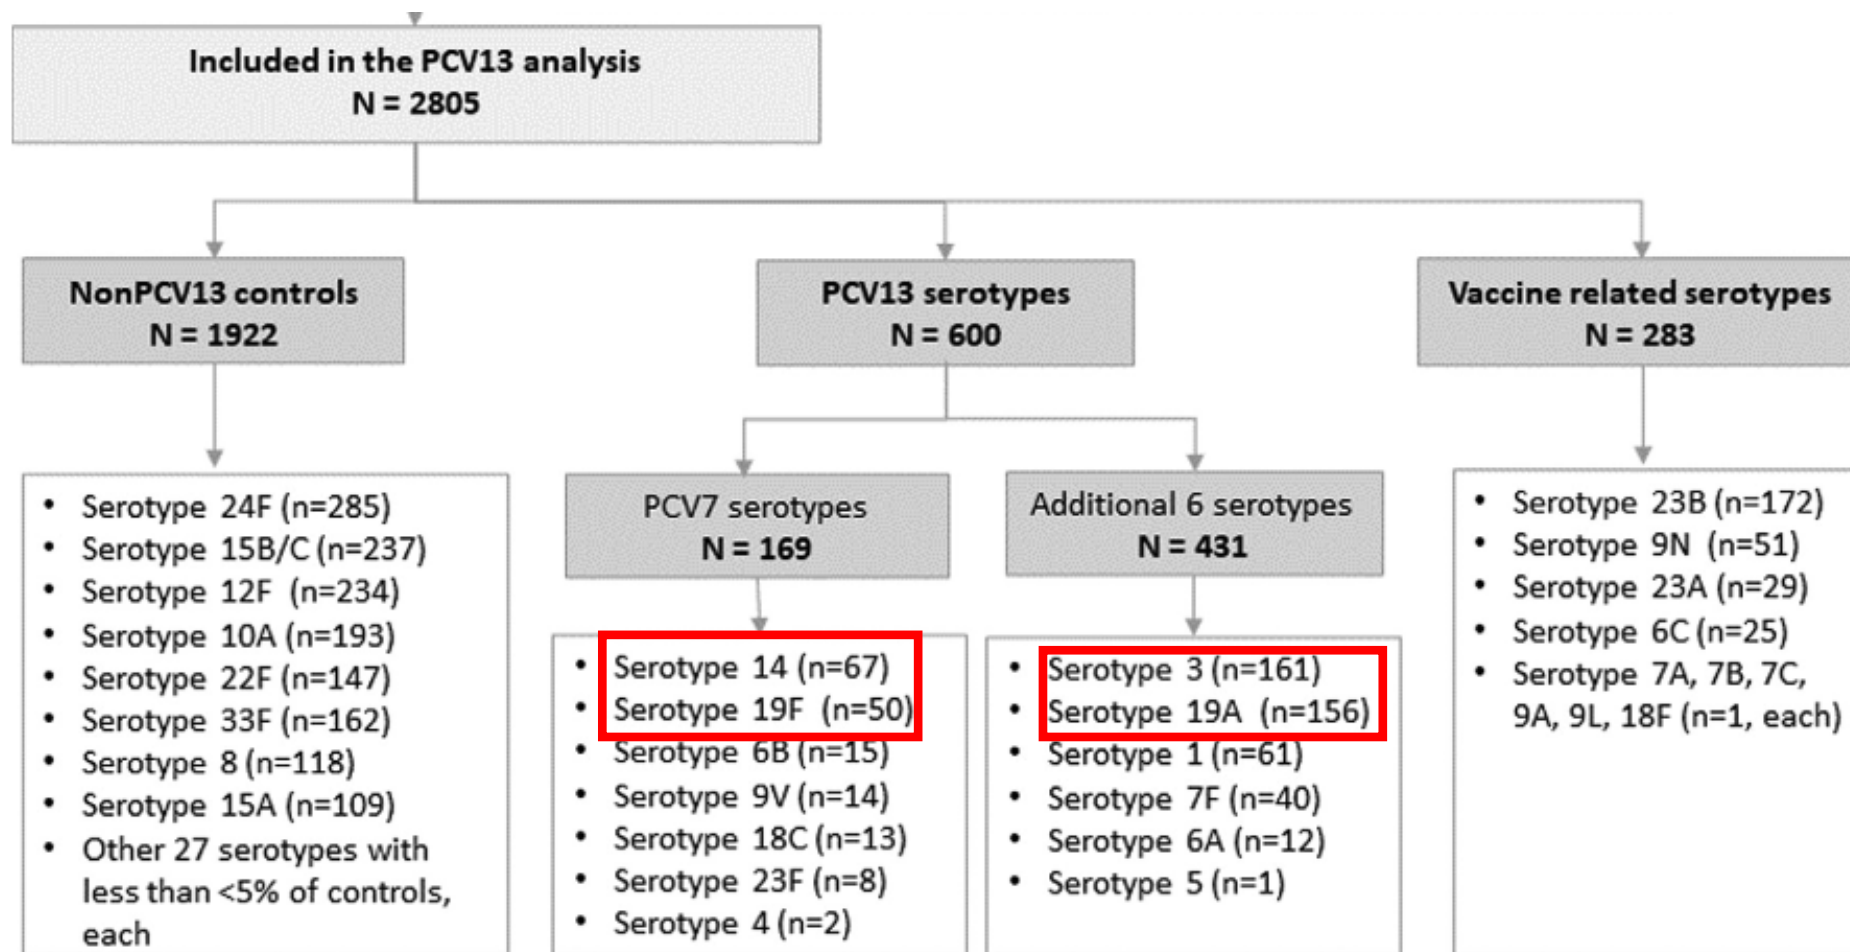 Included in the PCV13 analysis
N = 2805
NonPCV13 controls
N = 1922
PCV13 serotypes
N = 600
Vaccine related serotypes
N = 283
• Serotype 24F (n=285)
• Serotype 15B/C (n=237)
• Serotype 12F (n=234)
• Serotype 10A (n=193)
• Serotype 22F (n=147)
• Serotype 33F (n=162)
• Serotype 8 (n=118)
• Serotype 15A (n=109)
• Other 27 serotypes with
less than <5% of controls,
each
PCV7 serotypes
N = 169
• Serotype 14 (n=67)
• Serotype 19F (n=50)
• Serotype 6B (n=15)
• Serotype 9V (n=14)
• Serotype 18C (n=13)
• Serotype 23F (n=8)
• Serotype 4 (n=2)
Additional 6 serotypes
N = 431
• Serotype 3 (n=161)
• Serotype 19A (n=156)
• Serotype 1 (n=61)
• Serotype 7F (n=40)
• Serotype 6A (n=12)
• Serotype 5 (n=1)
• Serotype 23B (n=172)
• Serotype 9N (n=51)
• Serotype 23A (n=29)
• Serotype 6C (n=25)
• Serotype 7A, 7B, 7C,
9A, 9L, 18F (n=1, each)